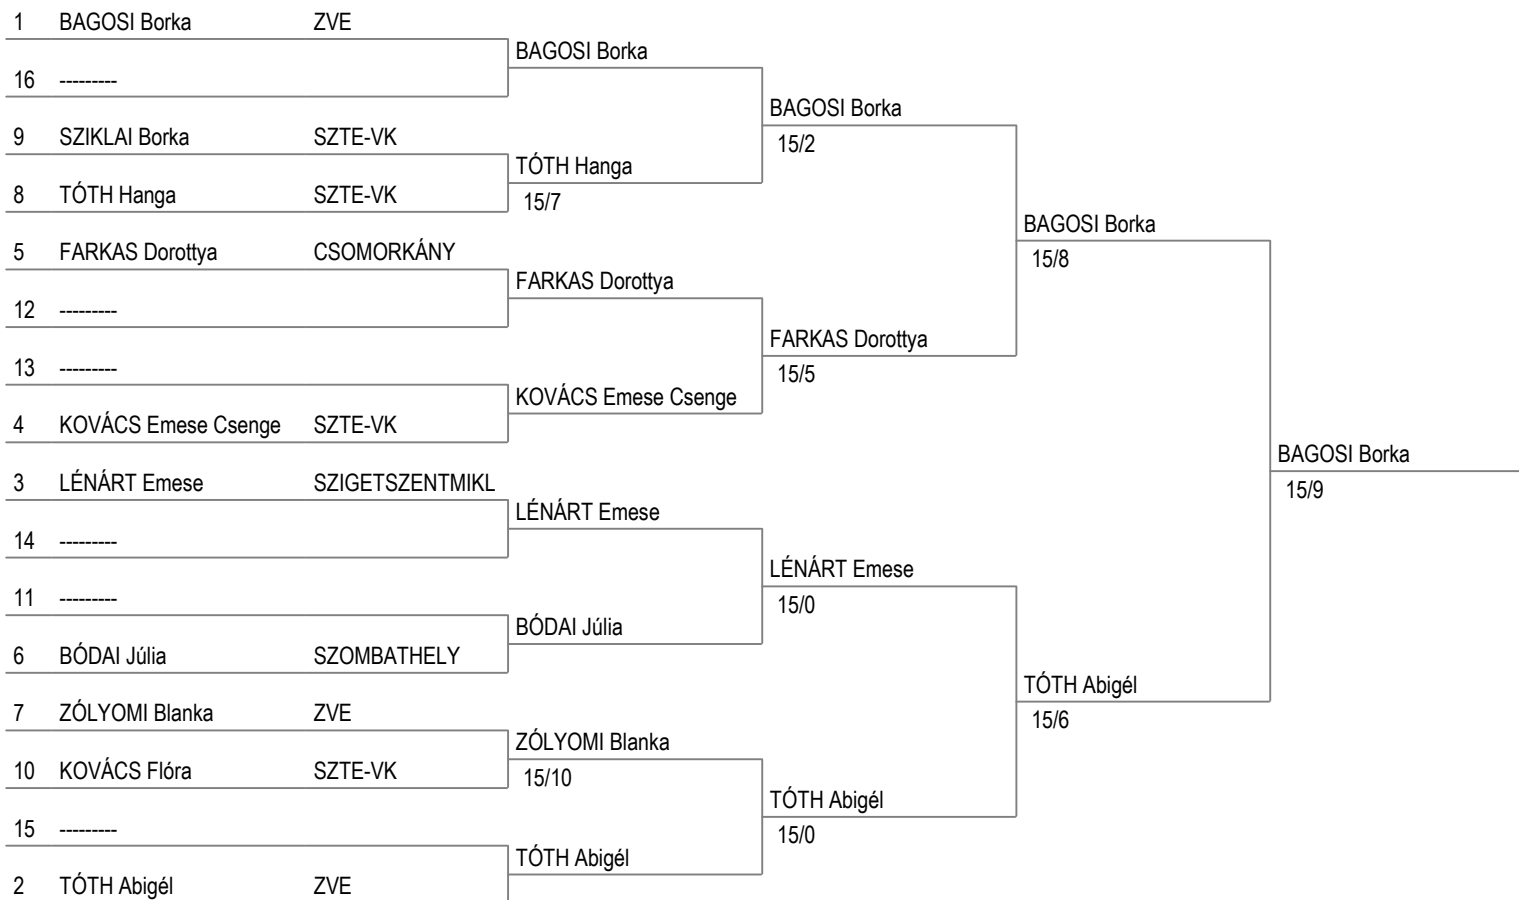 1 BAGOSI Borka ZVE
BAGOSI Borka
16 ---------
BAGOSI Borka
9 SZIKLAI Borka SZTE-VK
15/2
TÓTH Hanga
8 TÓTH Hanga SZTE-VK
15/7
BAGOSI Borka
5 FARKAS Dorottya CSOMORKÁNY
15/8
FARKAS Dorottya
12 ---------
FARKAS Dorottya
13 ---------
15/5
KOVÁCS Emese Csenge
4 KOVÁCS Emese Csenge SZTE-VK
BAGOSI Borka
3 LÉNÁRT Emese SZIGETSZENTMIKL
15/9
LÉNÁRT Emese
14 ---------
LÉNÁRT Emese
11 ---------
15/0
BÓDAI Júlia
6 BÓDAI Júlia SZOMBATHELY
TÓTH Abigél
7 ZÓLYOMI Blanka ZVE
15/6
ZÓLYOMI Blanka
10 KOVÁCS Flóra SZTE-VK
15/10
TÓTH Abigél
15 ---------
15/0
TÓTH Abigél
2 TÓTH Abigél ZVE